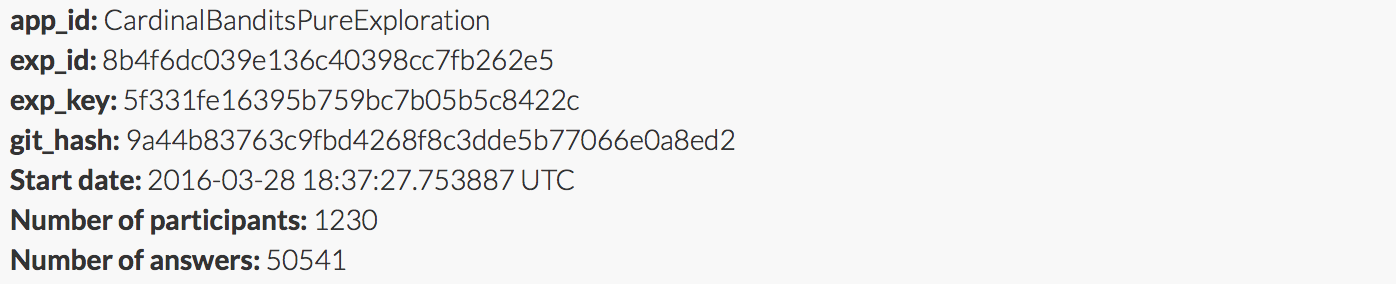 app_id: CardinalBanditsPureExploration
exp_id: 8b4f6dc039e136c40398cc7fb262e5
exp_key: 5f331fe16395b759bc7b05b5c8422c
git_hash: 9a44b83763c9fbd4268f8c3dde5b77066e0a8ed2
Start date: 2016-03-28 18:37:27.753887 UTC
Number of participants: 1230
Number of answers: 50541